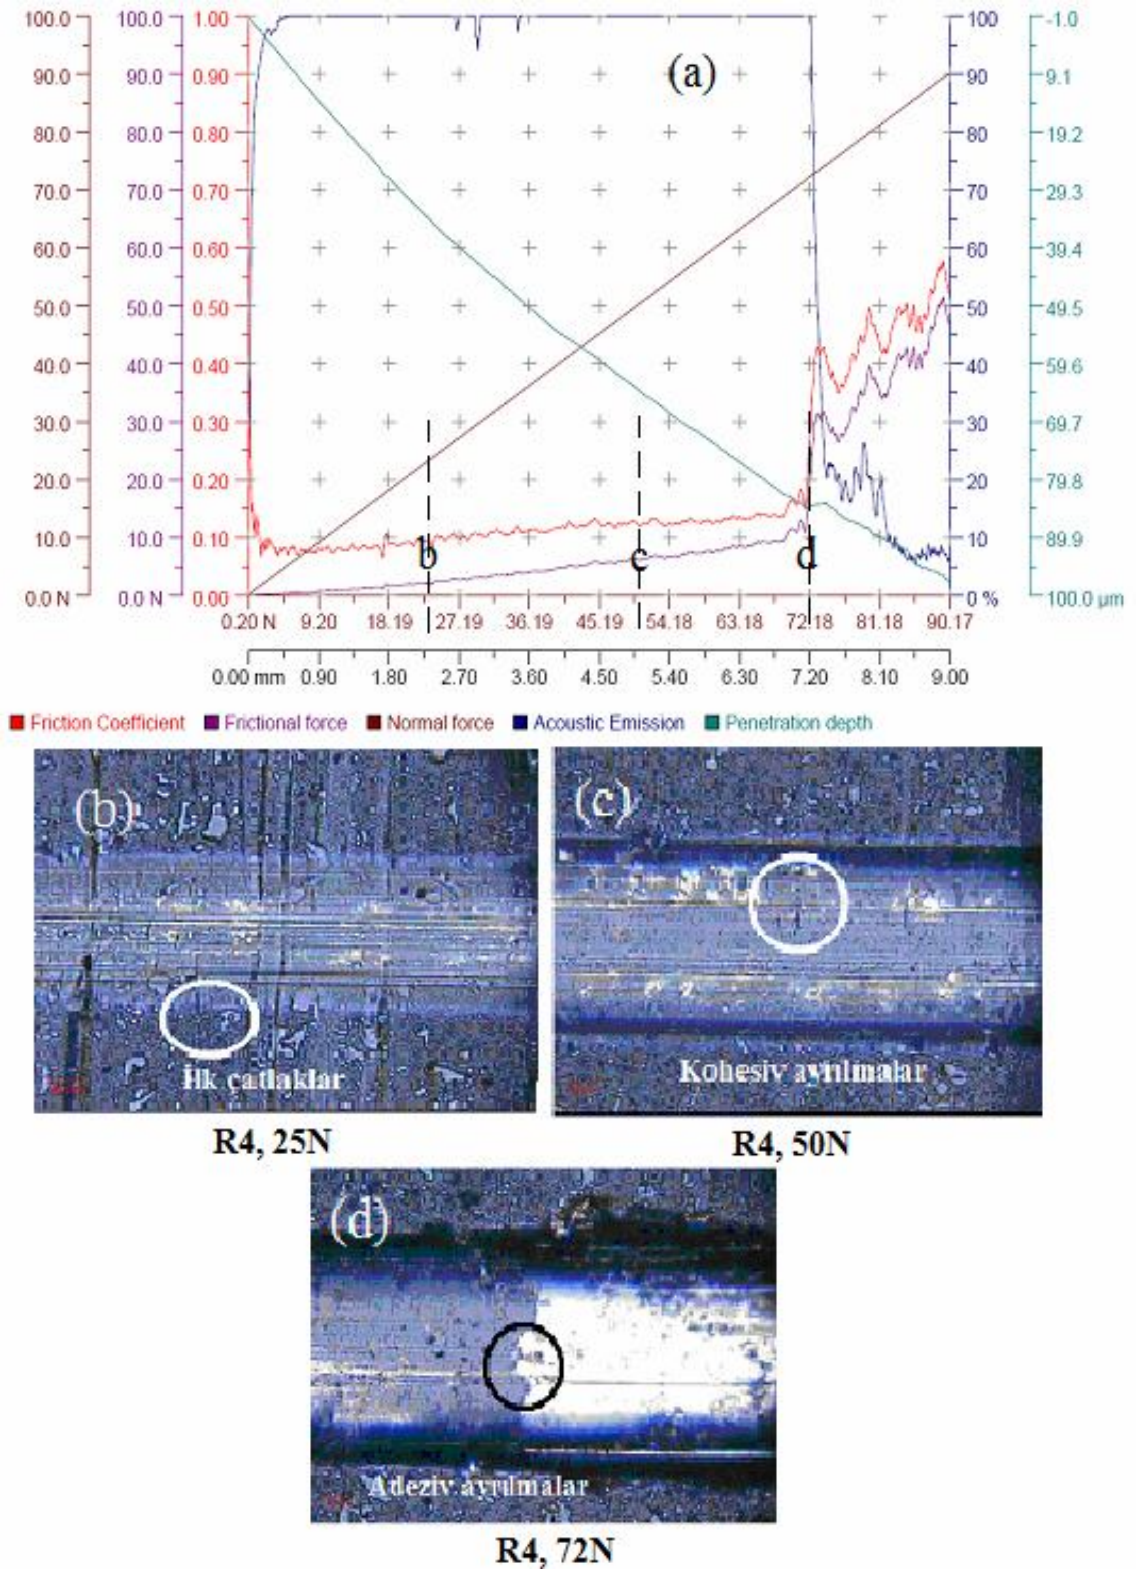 100.0 100.0 1.00 100 -1.0
90.0 90.0 0.90 90 9.1
(a)
80.0 80.0 0.80 80 19.2
70.0 70.0 0.70 70 29.3
60.0 60.0 0.60 60 39.4
50.0 50.0 0.50 50 49.5
40.0 40.0 0.40 40 59.6
30.0 30.0 0.30 30 69.7
20.0 20.0 0.20 20 79.8
10.0 10.0 0.10 10 89.9
b c d
0.0 N 0.0 N 0.00 0 % 100.0 µm
0.20 N 9.20 18.19 27.19 36.19 45.19 54.18 63.18 72.18 81.18 90.17
0.00 mm 0.90 1.80 2.70 3.60 4.50 5.40 6.30 7.20 8.10 9.00
Friction Coefficient Frictional force Normal force Acoustic Emission Penetration depth
(b) (c)
İlk çatlaklar Kohesiv ayrılmalar
R4, 25N R4, 50N
(d)
Adeziv ayrılmalar
R4, 72N